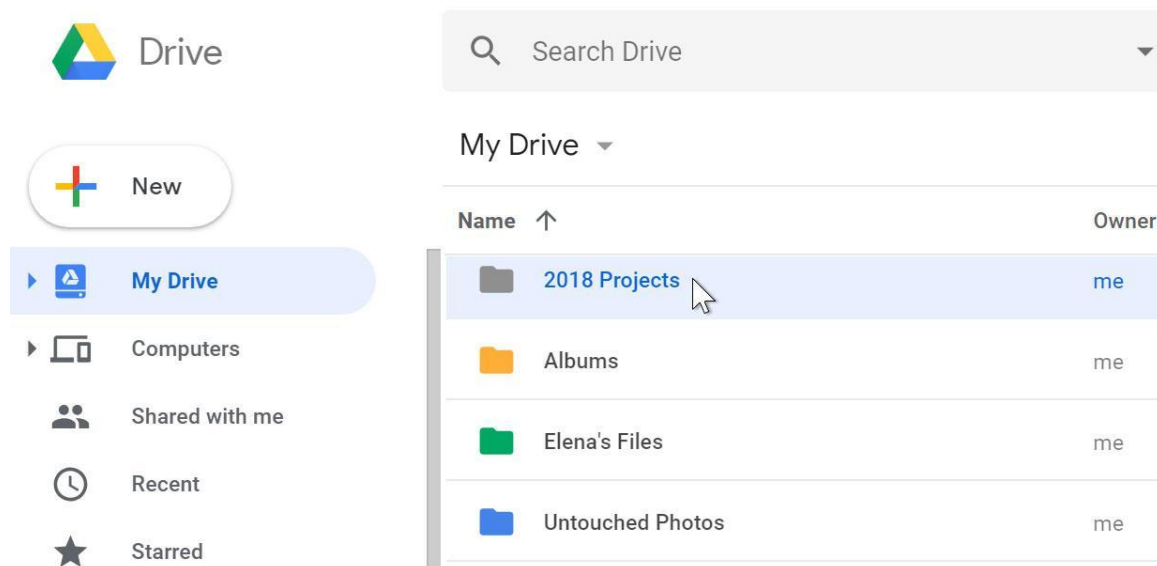 Drive
Search Drive
My Drive
New
Name
Owner
My Drive
2018 Projects
me
Computers
Albums
me
Shared with me
Elena's Files
me
Recent
Untouched Photos
me
Starred